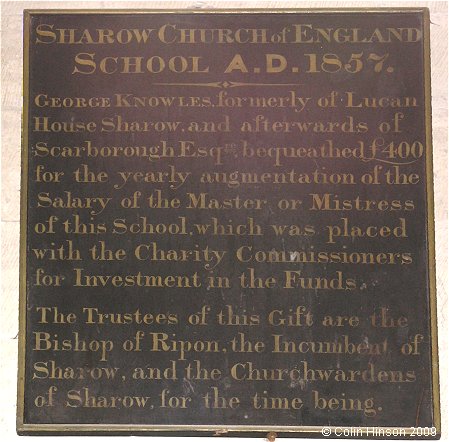 SHAROW CHURCH of ENGLAND
SCHOOL A.D. 1857.
GEORGE KNOWLES, formerly of Lucan
House Sharow, and afterwards of
Scarborough Esqre. bequeathed £400
for the yearly augmentation of the
Salary of the Master, or Mistress
of this School, which was placed
with the Charity Commissioners
for Investment in the Funds.
The Trustees of this Gift are the
Bishop of Ripon, the Incumbent of
Sharow, and the Churchwardens
of Sharow, for the time being.
© Colin Hinson 2009